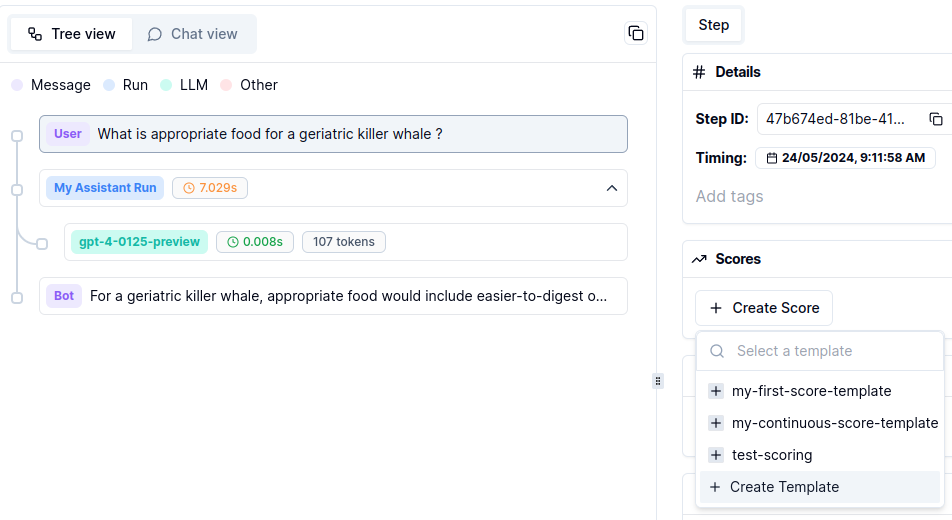 Tree view
Chat view
Message
Run
LLM
Other
User
What is appropriate food for a geriatric killer whale ?
My Assistant Run
7.029s
gpt-4-0125-preview
0.008s
107 tokens
Bot
For a geriatric killer whale, appropriate food would include easier-to-digest o...
Step
# Details
Step ID:
47b674ed-81be-41...
Timing:
24/05/2024, 9:11:58 AM
Add tags
Scores
+ Create Score
Select a template
+ my-first-score-template
+ my-continuous-score-template
+ test-scoring
+ Create Template